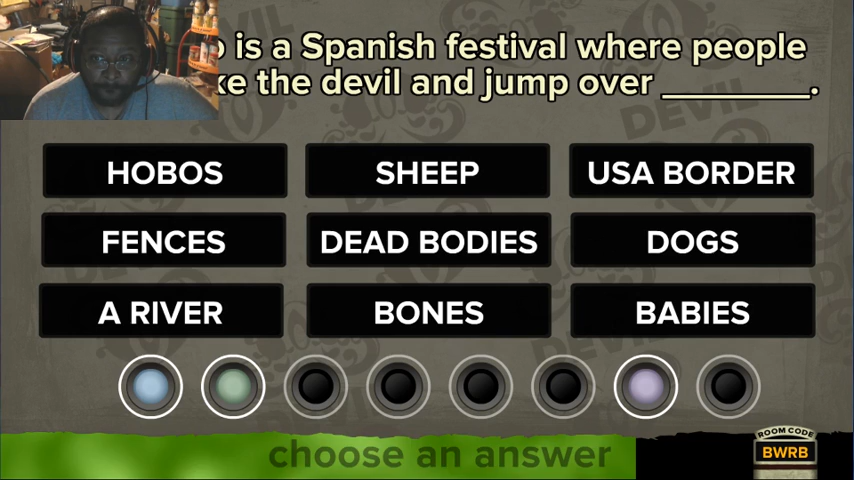 is a Spanish festival where people
the devil and jump over ________.
HOBOS
SHEEP
USA BORDER
FENCES
DEAD BODIES
DOGS
A RIVER
BONES
BABIES
choose an answer
ROOM CODE
BWRB